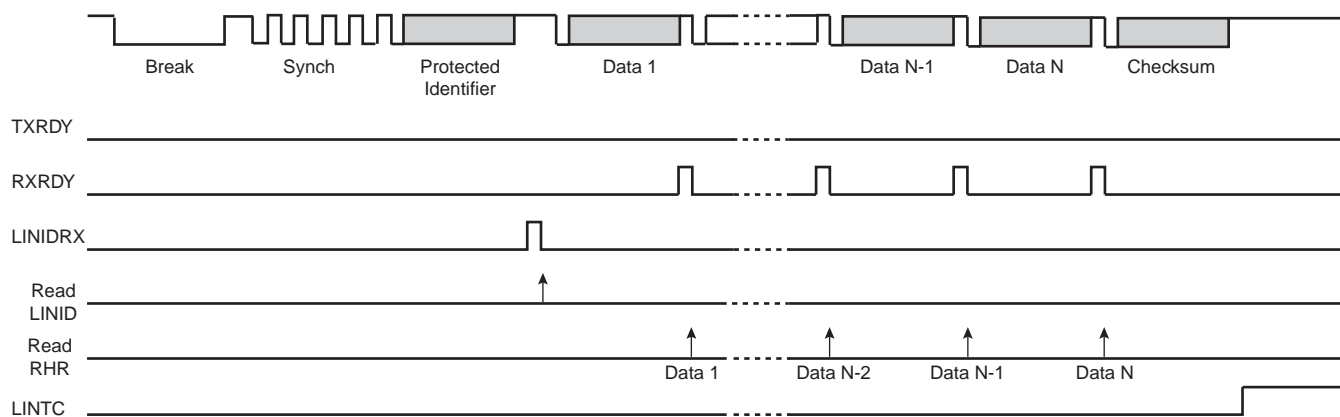 Break
Synch
Protected
Identifier
Data 1
Data N-1
Data N
Checksum
TXRDY
RXRDY
LINIDRX
Read
LINID
Read
RHR
Data 1
Data N-2
Data N-1
Data N
LINTC